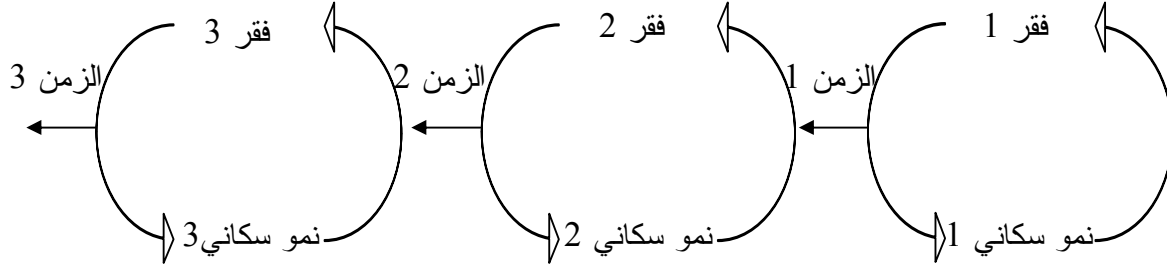 فقر 1
فقر 2
فقر 3
الزمن 1
الزمن 2
الزمن 3
نمو سكاني 1
نمو سكاني 2
نمو سكاني3